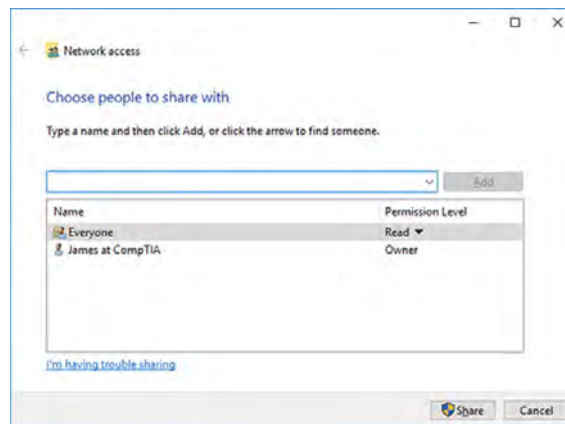 Network access
Choose people to share with
Type a name and then click Add, or click the arrow to find someone.
Add
Name Permission Level
Everyone Read
James at CompTIA Owner
I'm having trouble sharing
Share Cancel